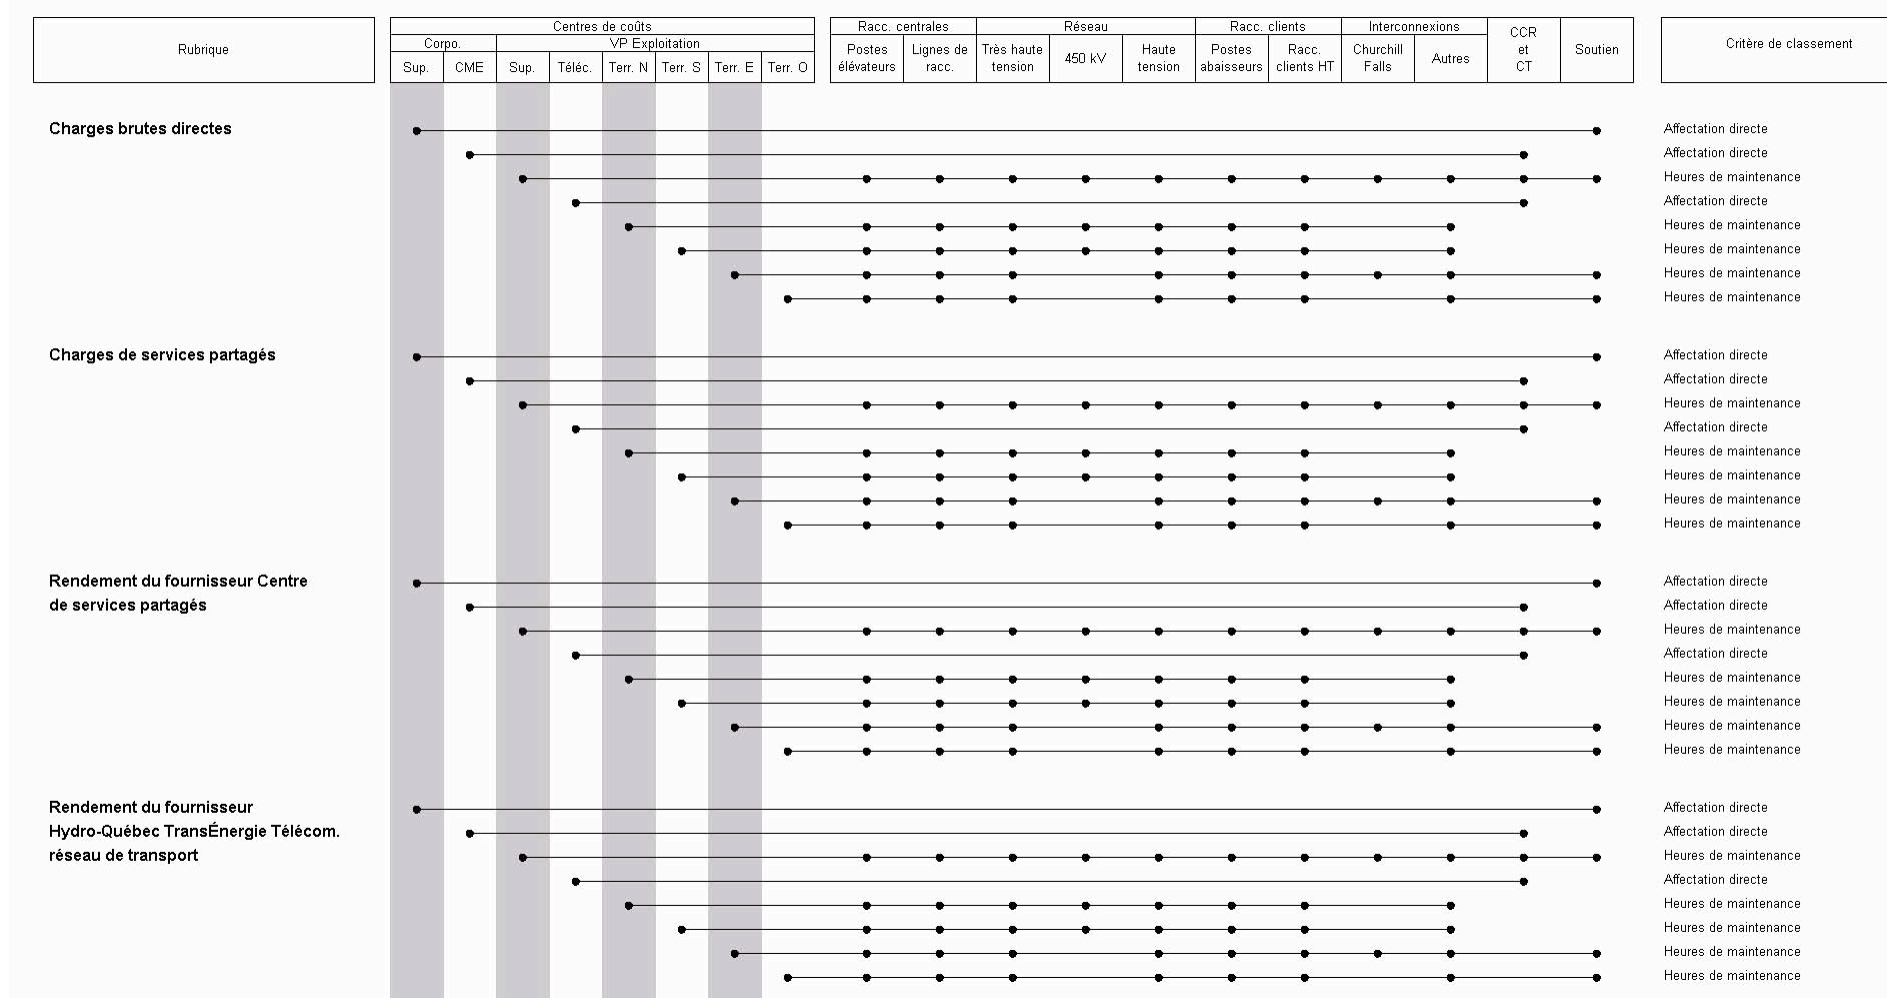 Rubrique
Centres de coûts
Corpo.
VP Exploitation
Sup.
CME
Sup.
Téléc.
Terr. N
Terr. S
Terr. E
Terr. O
Racc. centrales
Réseau
Racc. clients
Interconnexions
Postes
élévateurs
Lignes de
racc.
Très haute
tension
450 kV
Haute
tension
Postes
abaisseurs
Racc.
clients HT
Churchill
Falls
Autres
CCR
et
CT
Soutien
Critère de classement
Charges brutes directes
Affectation directe
Affectation directe
Heures de maintenance
Affectation directe
Heures de maintenance
Heures de maintenance
Heures de maintenance
Heures de maintenance
Charges de services partagés
Affectation directe
Affectation directe
Heures de maintenance
Affectation directe
Heures de maintenance
Heures de maintenance
Heures de maintenance
Heures de maintenance
Rendement du fournisseur Centre
de services partagés
Affectation directe
Affectation directe
Heures de maintenance
Affectation directe
Heures de maintenance
Heures de maintenance
Heures de maintenance
Heures de maintenance
Rendement du fournisseur
Hydro-Québec TransÉnergie Télécom.
réseau de transport
Affectation directe
Affectation directe
Heures de maintenance
Affectation directe
Heures de maintenance
Heures de maintenance
Heures de maintenance
Heures de maintenance